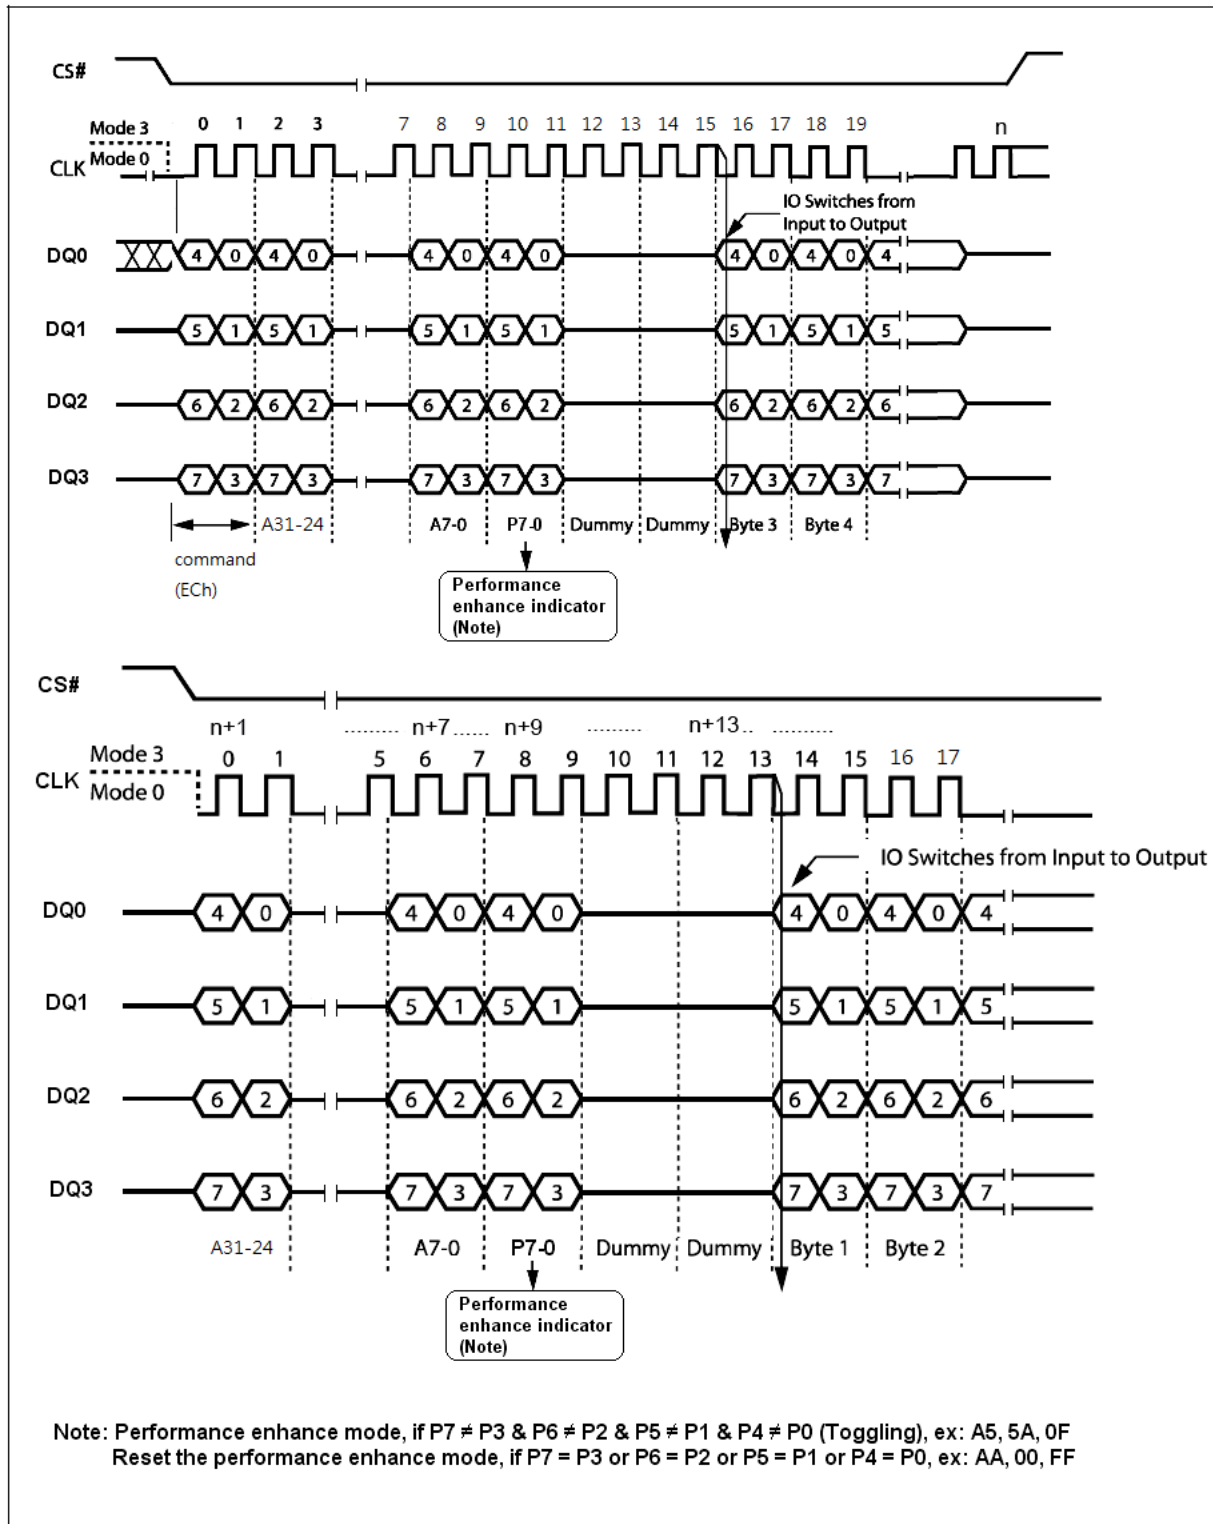 CS#
Mode 3
0 1 2 3 7 8 9 10 11 12 13 14 15 16 17 18 19 n
Mode 0
CLK
IO Switches from
Input to Output
DQ0 4 0 4 0 4 0 4 0 4 0 4 0 4
DQ1 5 1 5 1 5 1 5 1 5 1 5 1 5
DQ2 6 2 6 2 6 2 6 2 6 2 6 2 6
DQ3 7 3 7 3 7 3 7 3 7 3 7 3 7
A31-24 A7-0 P7-0 Dummy Dummy Byte 3 Byte 4
command
(ECh)
Performance
enhance indicator
(Note)
CS#
n+1 ......... n+7 ...... n+9 .......... n+13.. ...........
Mode 3
0 1 5 6 7 8 9 10 11 12 13 14 15 16 17
CLK
Mode 0
IO Switches from Input to Output
DQ0 4 0 4 0 4 0 4 0 4 0 4
DQ1 5 1 5 1 5 1 5 1 5 1 5
DQ2 6 2 6 2 6 2 6 2 6 2 6
DQ3 7 3 7 3 7 3 7 3 7 3 7
A31-24 A7-0 P7-0 Dummy Dummy Byte 1 Byte 2
Performance
enhance indicator
(Note)
Note: Performance enhance mode, if P7 ≠ P3 & P6 ≠ P2 & P5 ≠ P1 & P4 ≠ P0 (Toggling), ex: A5, 5A, 0F
Reset the performance enhance mode, if P7 = P3 or P6 = P2 or P5 = P1 or P4 = P0, ex: AA, 00, FF